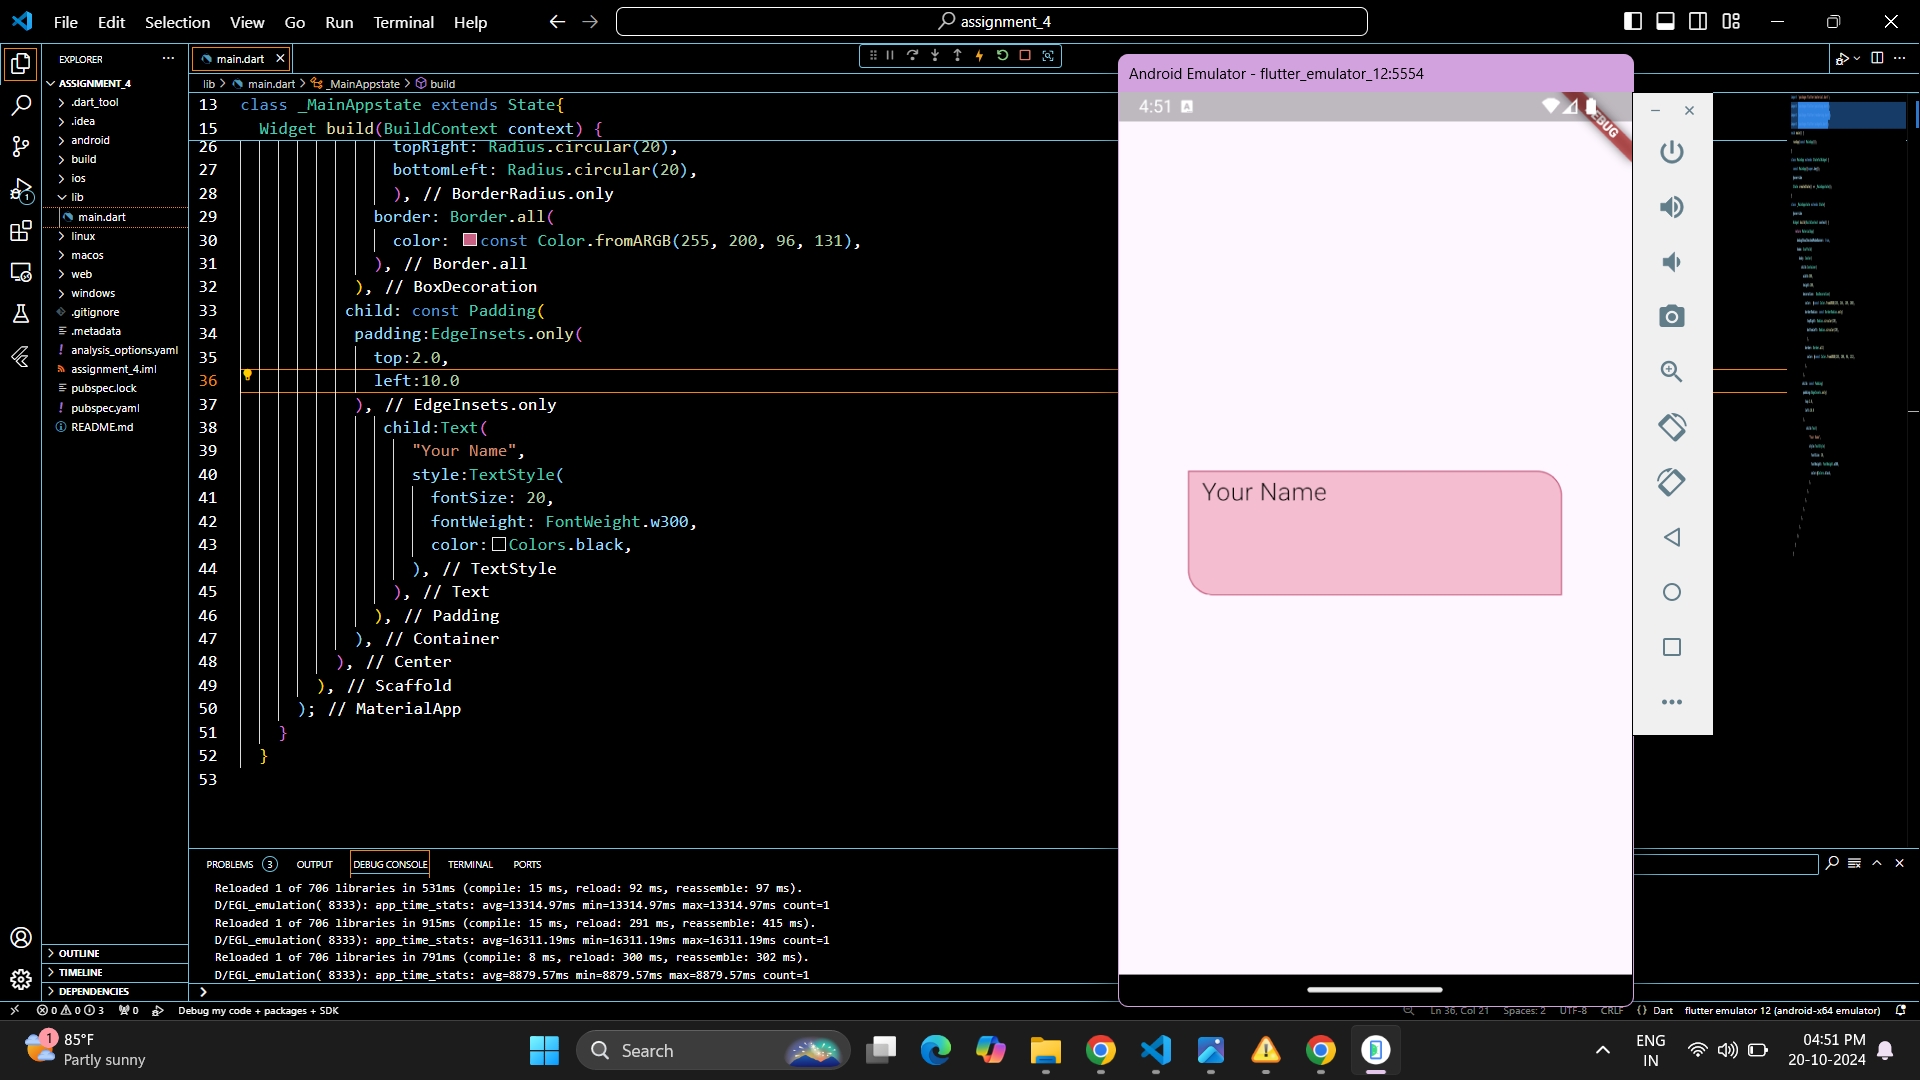 File Edit Selection View Go Run Terminal Help
assignment_4
EXPLORER
ASSIGNMENT_4
.dart_tool
.idea
android
build
ios
lib
main.dart
linux
macos
web
windows
.gitignore
.metadata
analysis_options.yaml
assignment_4.iml
pubspec.lock
pubspec.yaml
README.md
OUTLINE
TIMELINE
DEPENDENCIES
main.dart
lib > main.dart > _MainAppstate > build
13 class _MainAppstate extends State{
15 Widget build(BuildContext context) {
26 topRight: Radius.circular(20),
27 bottomLeft: Radius.circular(20),
28 ), // BorderRadius.only
29 border: Border.all(
30 color: const Color.fromARGB(255, 200, 96, 131),
31 ), // Border.all
32 ), // BoxDecoration
33 child: const Padding(
34 padding:EdgeInsets.only(
35 top:2.0,
36 left:10.0
37 ), // EdgeInsets.only
38 child:Text(
39 "Your Name",
40 style:TextStyle(
41 fontSize: 20,
42 fontWeight: FontWeight.w300,
43 color:Colors.black,
44 ), // TextStyle
45 ), // Text
46 ), // Padding
47 ), // Container
48 ), // Center
49 ), // Scaffold
50 ); // MaterialApp
51 }
52 }
53
PROBLEMS 3 OUTPUT DEBUG CONSOLE TERMINAL PORTS
Reloaded 1 of 706 libraries in 531ms (compile: 15 ms, reload: 92 ms, reassemble: 97 ms).
D/EGL_emulation( 8333): app_time_stats: avg=13314.97ms min=13314.97ms max=13314.97ms count=1
Reloaded 1 of 706 libraries in 915ms (compile: 15 ms, reload: 291 ms, reassemble: 415 ms).
D/EGL_emulation( 8333): app_time_stats: avg=16311.19ms min=16311.19ms max=16311.19ms count=1
Reloaded 1 of 706 libraries in 791ms (compile: 8 ms, reload: 300 ms, reassemble: 302 ms).
D/EGL_emulation( 8333): app_time_stats: avg=8879.57ms min=8879.57ms max=8879.57ms count=1
Android Emulator - flutter_emulator_12:5554
4:51
Your Name
0 0 3 0 Debug my code + packages + SDK
Ln 36, Col 21 Spaces: 2 UTF-8 CRLF {} Dart flutter emulator 12 (android-x64 emulator)
1
85°F
Partly sunny
Search
ENG
IN
04:51 PM
20-10-2024